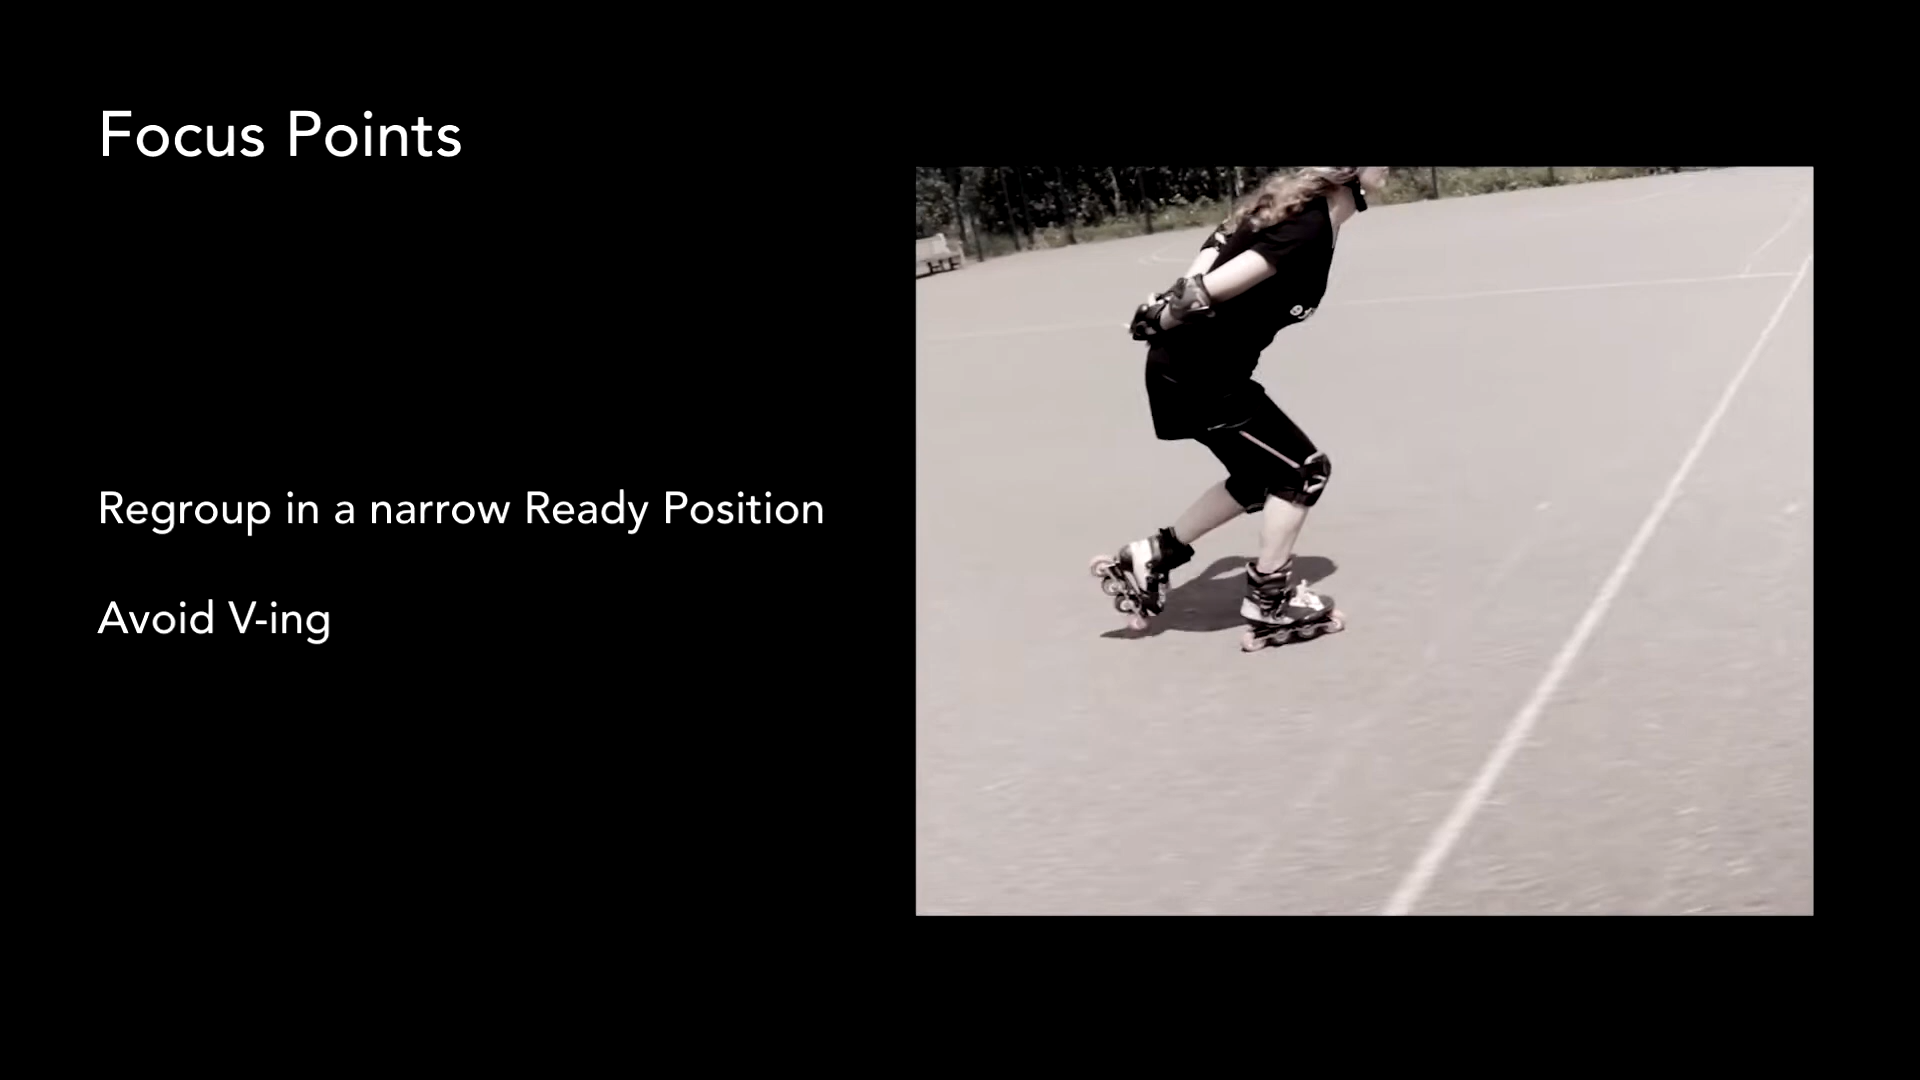 Focus Points
Regroup in a narrow Ready Position
Avoid V-ing